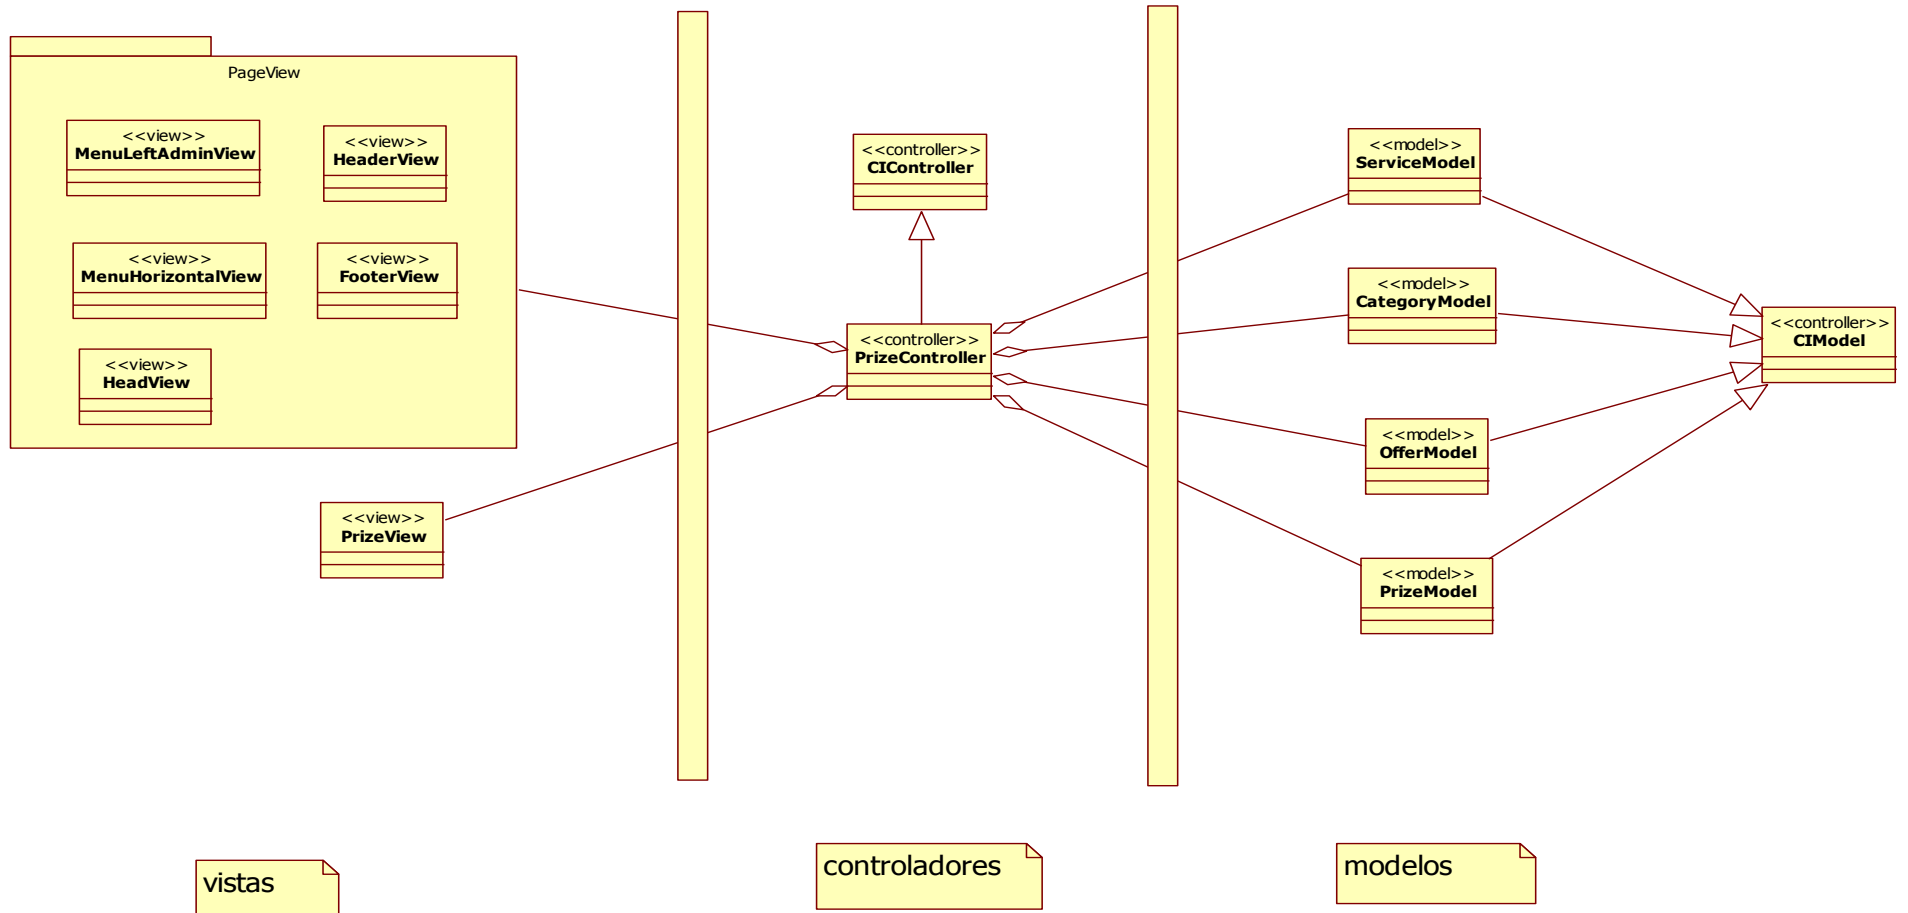 PageView
<<view>>
MenuLeftAdminView
<<view>>
HeaderView
<<view>>
MenuHorizontalView
<<view>>
FooterView
<<view>>
HeadView
<<view>>
PrizeView
<<controller>>
CIController
<<controller>>
PrizeController
<<model>>
ServiceModel
<<model>>
CategoryModel
<<model>>
OfferModel
<<model>>
PrizeModel
<<controller>>
CIModel
vistas
controladores
modelos